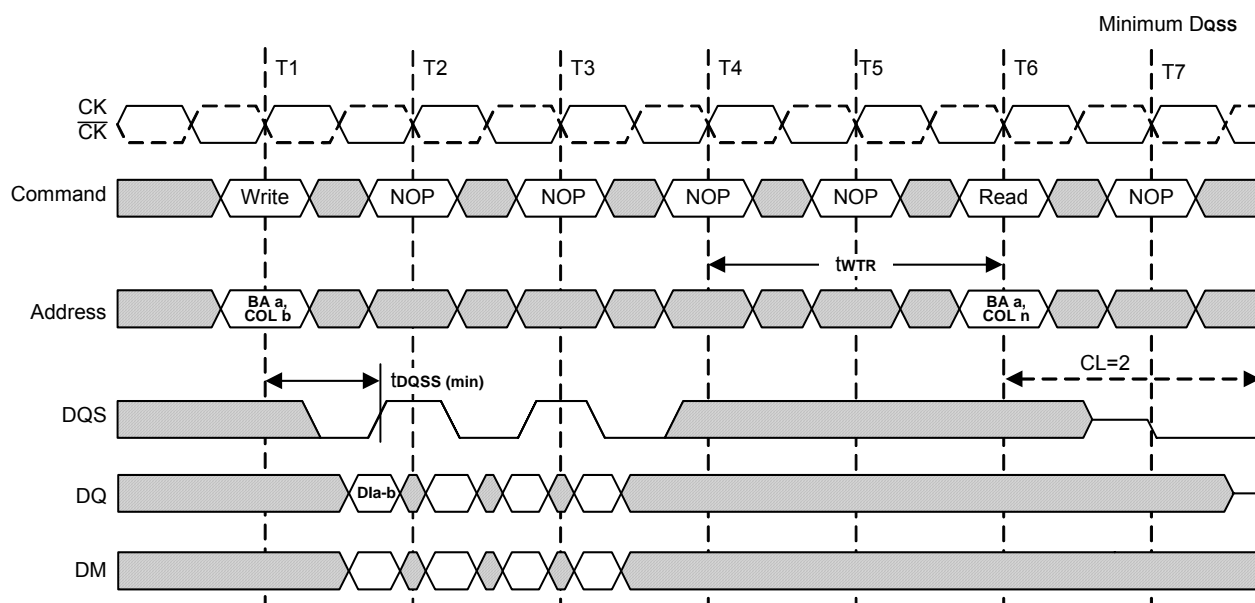 Minimum DQSS
T1 T2 T3 T4 T5 T6 T7
CK
CK
Command Write NOP NOP NOP NOP Read NOP
tWTR
Address BA a, COL b BA a, COL n
tDQSS (min) CL=2
DQS
DQ DIa-b
DM